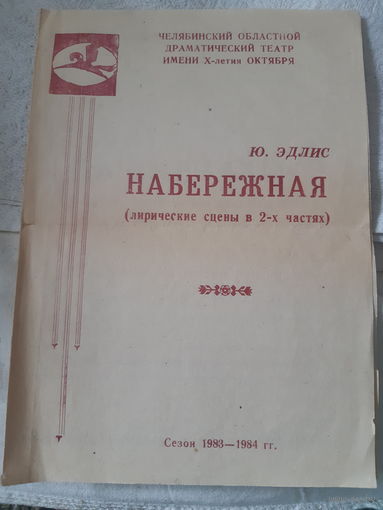 ЧЕЛЯБИНСКИЙ ОБЛАСТНОЙ
ДРАМАТИЧЕСКИЙ ТЕАТР
ИМЕНИ X-летия ОКТЯБРЯ
Ю. ЭДЛИС
НАБЕРЕЖНАЯ
(лирические сцены в 2-х частях)
Сезон 1983—1984 гг.